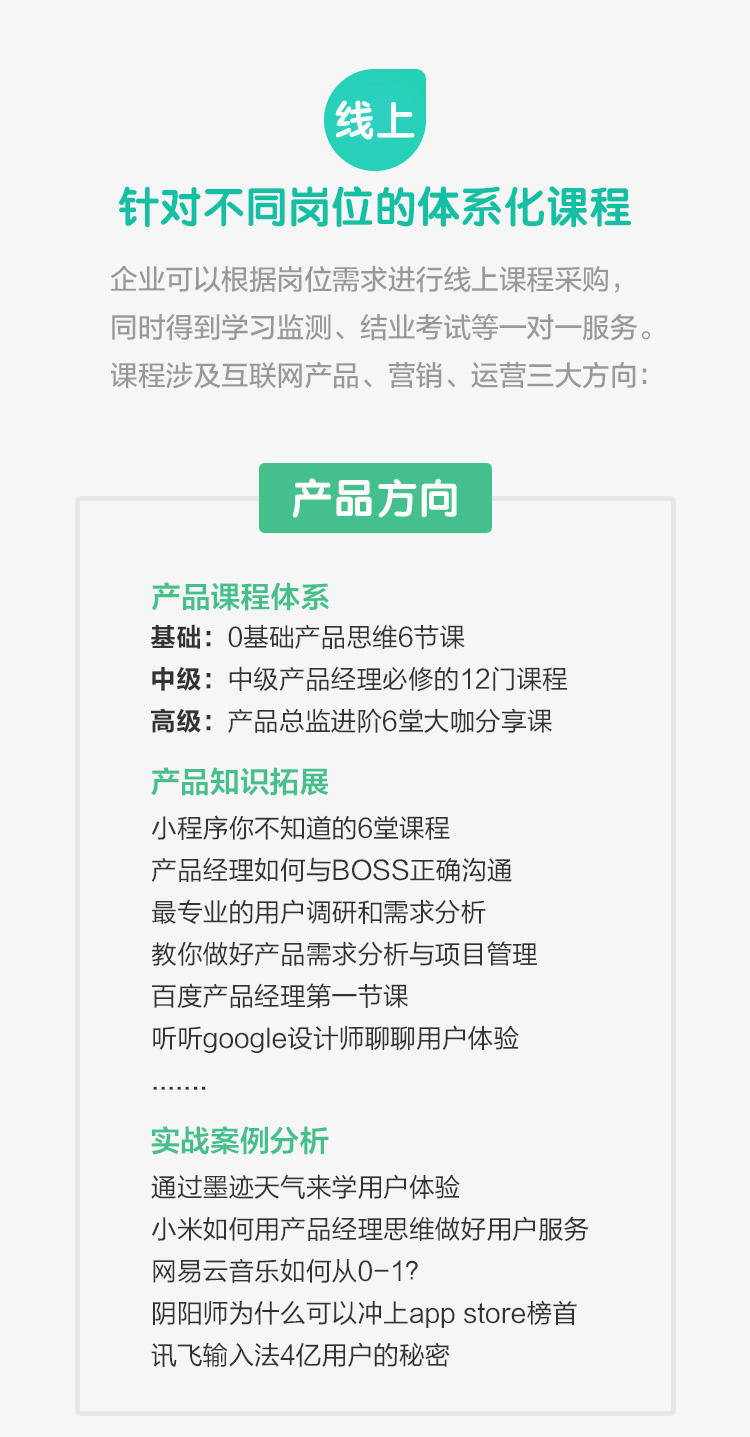 线上
针对不同岗位的体系化课程
企业可以根据岗位需求进行线上课程采购，
同时得到学习监测、结业考试等一对一服务。
课程涉及互联网产品、营销、运营三大方向：
产品方向
产品课程体系
基础：0基础产品思维6节课
中级：中级产品经理必修的12门课程
高级：产品总监进阶6堂大咖分享课
产品知识拓展
小程序你不知道的6堂课程
产品经理如何与BOSS正确沟通
最专业的用户调研和需求分析
教你做好产品需求分析与项目管理
百度产品经理第一节课
听听google设计师聊聊用户体验
.......
实战案例分析
通过墨迹天气来学用户体验
小米如何用产品经理思维做好用户服务
网易云音乐如何从0-1?
阴阳师为什么可以冲上app store榜首
讯飞输入法4亿用户的秘密